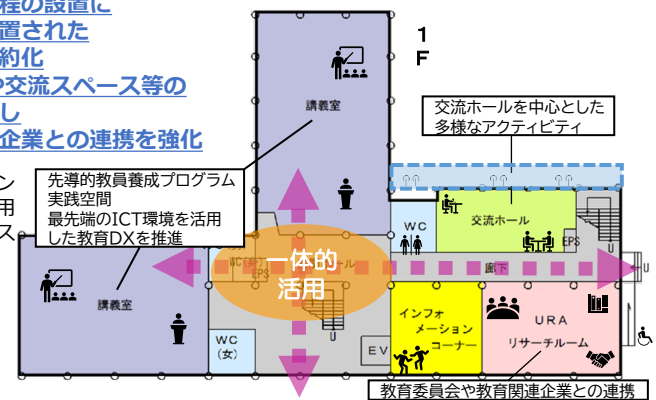 程の設置に
置された
約化
や交流スペース等の
し
企業との連携を強化
ン
用
ス
先導的教員養成プログラム
実践空間
最先端のICT環境を活用
した教育DXを推進
1
F
講義室
交流ホールを中心とした
多様なアクティビティ
WC
交流ホール
EPS
U
一体的
活用
ール
EPS
廊下
U
講義室
WC
(女)
U
EV
インフォ
メーション
コーナー
URA
リサーチルーム
教育委員会や教育関連企業との連携